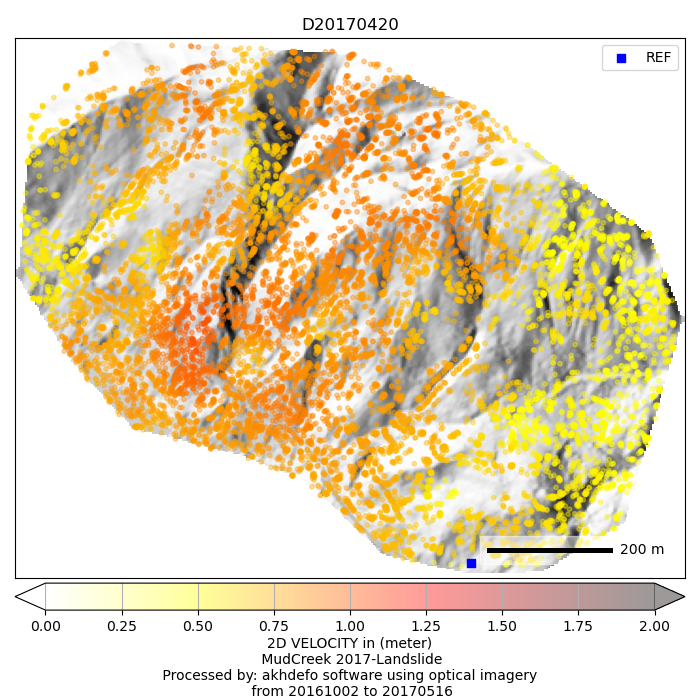 D20170420
REF
200 m
0.00 0.25 0.50 0.75 1.00 1.25 1.50 1.75 2.00
2D VELOCITY in (meter)
MudCreek 2017-Landslide
Processed by: akhdefo software using optical imagery
from 20161002 to 20170516